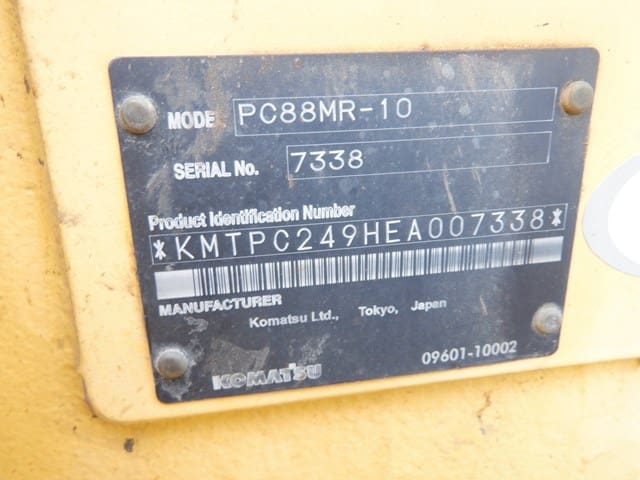 MODE PC88MR-10
SERIAL No. 7338
Product Identification Number
*KMTPC249HEA007338*
MANUFACTURER
Komatsu Ltd., Tokyo, Japan
KOMATSU 09601-10002